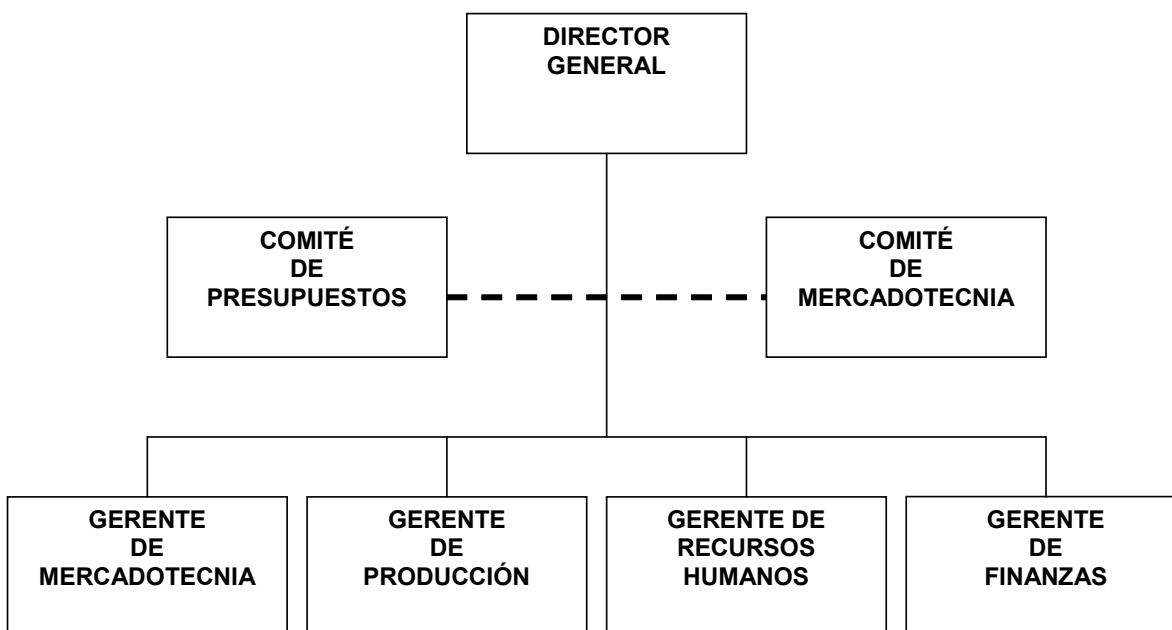 DIRECTOR
GENERAL
COMITÉ
DE
PRESUPUESTOS
COMITÉ
DE
MERCADOTECNIA
GERENTE
DE
MERCADOTECNIA
GERENTE
DE
PRODUCCIÓN
GERENTE DE
RECURSOS
HUMANOS
GERENTE
DE
FINANZAS